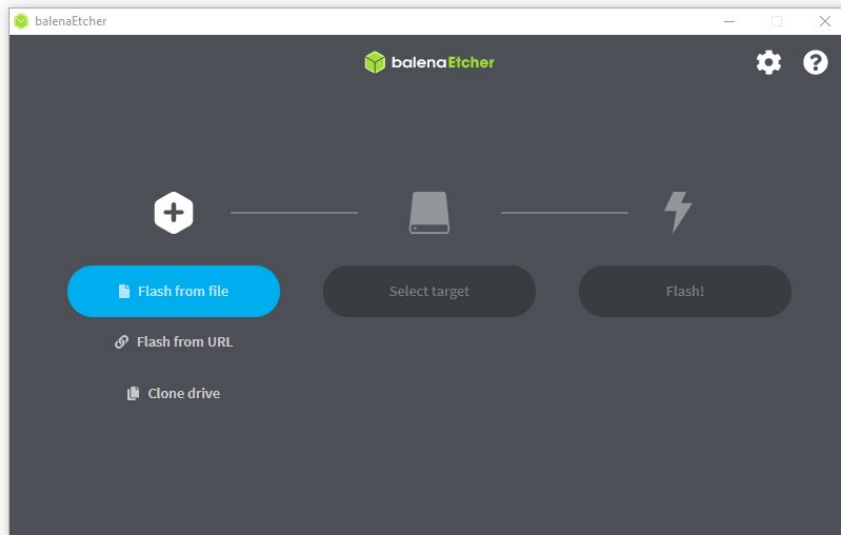 balenaEtcher
balenaEtcher
Flash from file
Select target
Flash!
Flash from URL
Clone drive